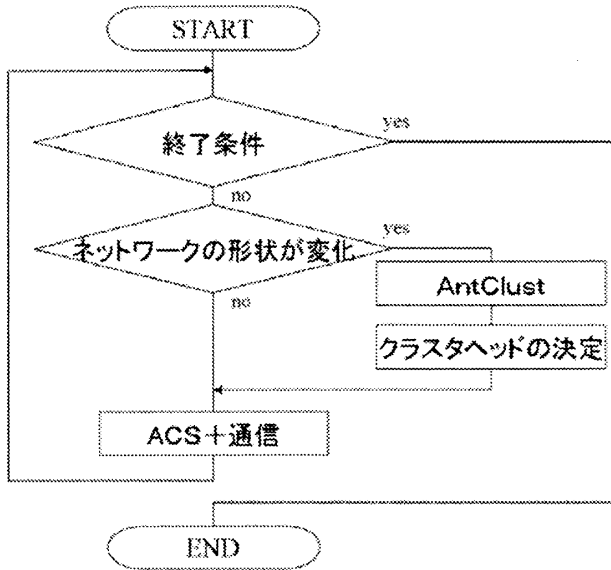 START
終了条件
yes
no
ネットワークの形状が変化
yes
no
AntClust
クラスタヘッドの決定
ACS+通信
END